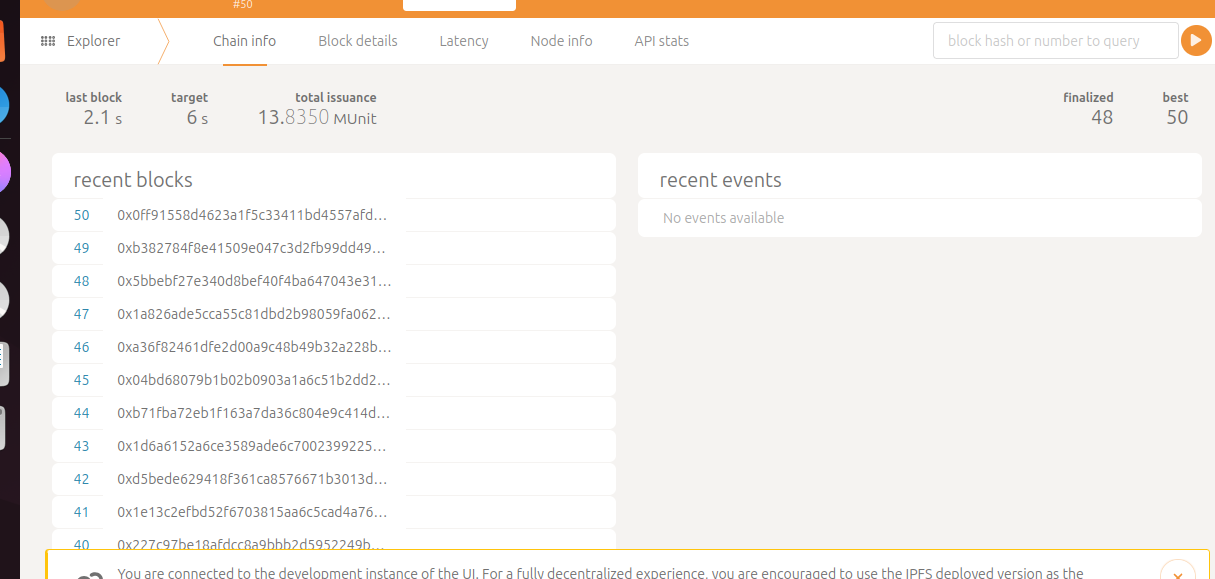 #50
Explorer
Chain info
Block details
Latency
Node info
API stats
block hash or number to query
last block
2.1 s
target
6 s
total issuance
13.8350 MUnit
finalized
48
best
50
recent blocks
50 0x0ff91558d4623a1f5c33411bd4557afd...
49 0xb382784f8e41509e047c3d2fb99dd49...
48 0x5bbebf27e340d8bef40f4ba647043e31...
47 0x1a826ade5cca55c81dbd2b98059fa062...
46 0xa36f82461dfe2d00a9c48b49b32a228b...
45 0x04bd68079b1b02b0903a1a6c51b2dd2...
44 0xb71fba72eb1f163a7da36c804e9c414d...
43 0x1d6a6152a6ce3589ade6c7002399225...
42 0xd5bede629418f361ca8576671b3013d...
41 0x1e13c2efbd52f6703815aa6c5cad4a76...
40 0x227c97be18afdcc8a9bbb2d5952249b...
recent events
No events available
You are connected to the development instance of the UI. For a fully decentralized experience, you are encouraged to use the IPFS deployed version as the